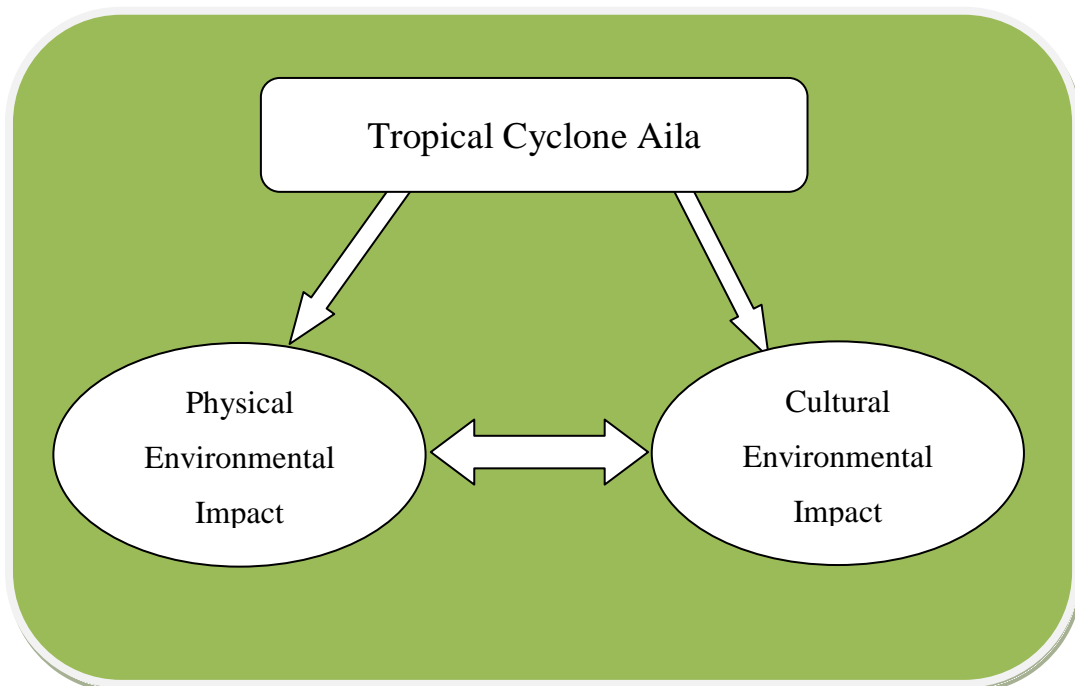 Tropical Cyclone Aila
Physical
Environmental
Impact
Cultural
Environmental
Impact